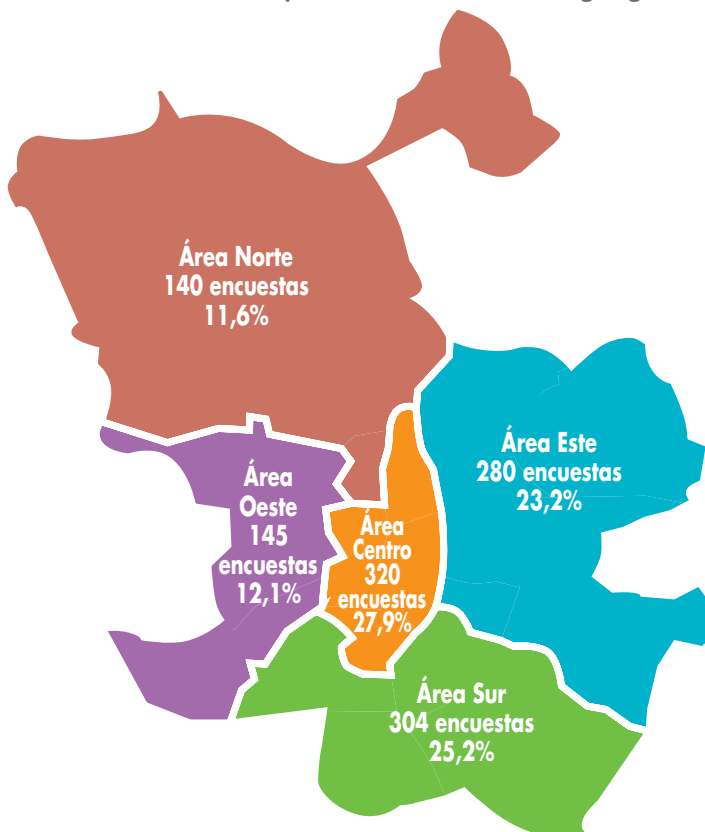 Área Norte
140 encuestas
11,6%
Área Este
280 encuestas
23,2%
Área
Oeste
145
encuestas
12,1%
Área
Centro
320
encuestas
27,9%
Área Sur
304 encuestas
25,2%